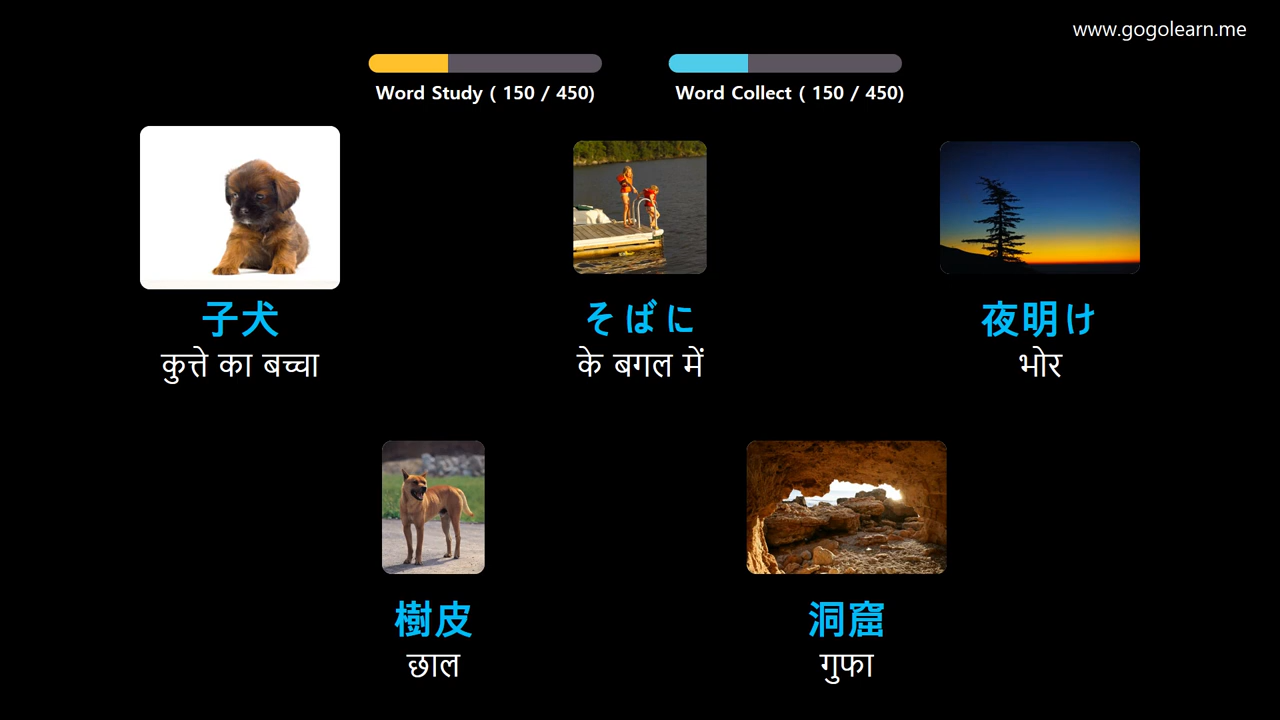 www.gogolearn.me
Word Study ( 150 / 450)
Word Collect ( 150 / 450)
子犬
कुत्ते का बच्चा
そばに
के बगल में
夜明け
भोर
樹皮
छाल
洞窟
गुफा